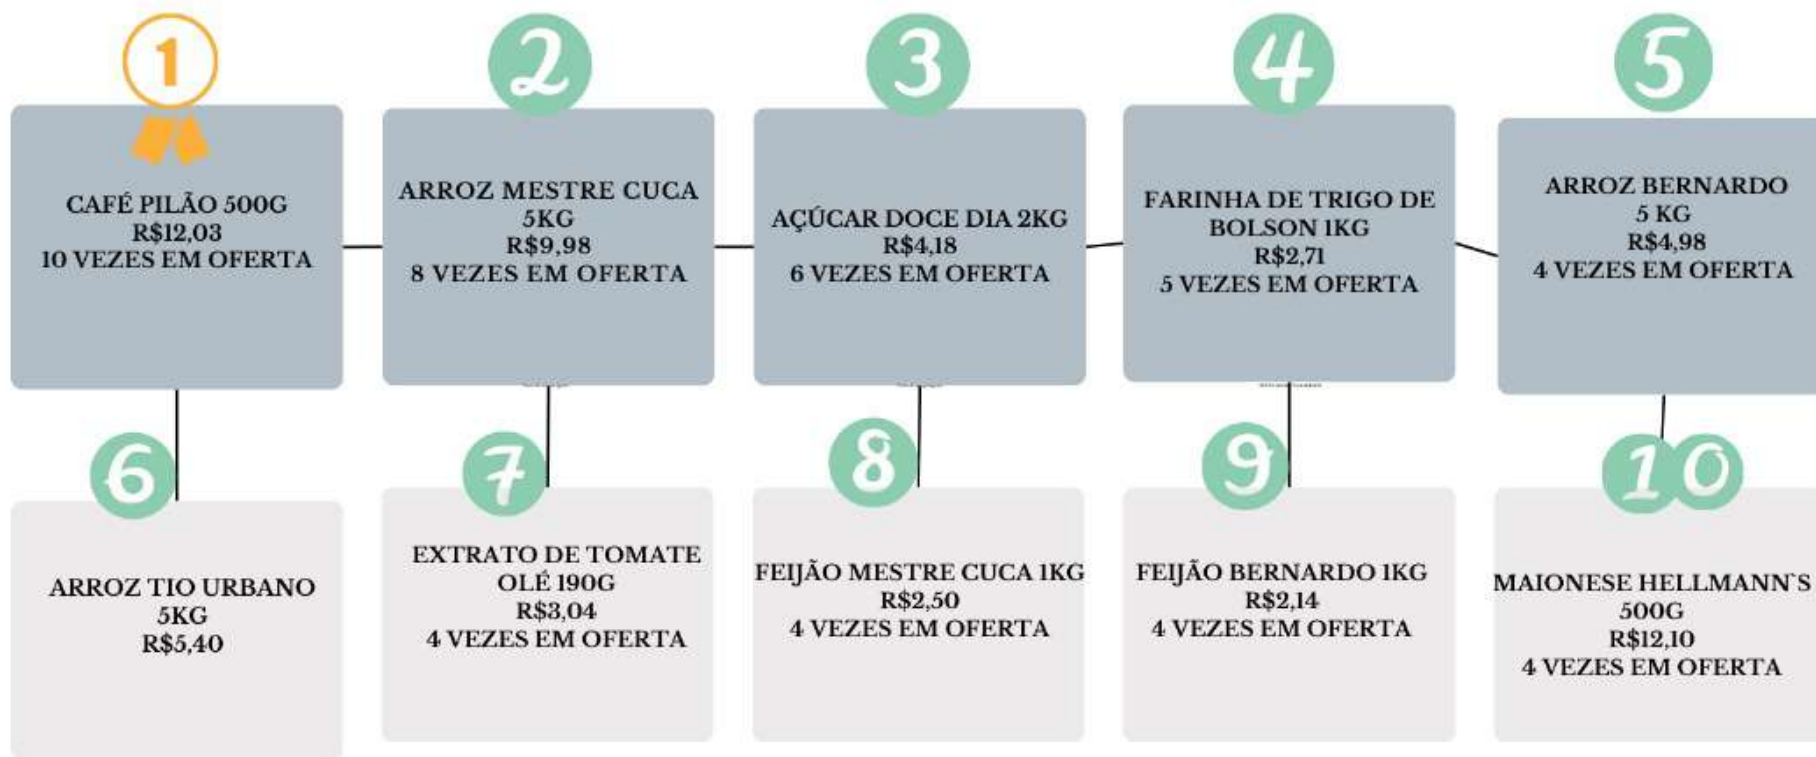 1
CAFÉ PILÃO 500G
R$12,03
10 VEZES EM OFERTA
2
ARROZ MESTRE CUCA
5KG
R$9,98
8 VEZES EM OFERTA
3
AÇÚCAR DOCE DIA 2KG
R$4,18
6 VEZES EM OFERTA
4
FARINHA DE TRIGO DE
BOLSON 1KG
R$2,71
5 VEZES EM OFERTA
5
ARROZ BERNARDO
5 KG
R$4,98
4 VEZES EM OFERTA
6
ARROZ TIO URBANO
5KG
R$5,40
7
EXTRATO DE TOMATE
OLÉ 190G
R$3,04
4 VEZES EM OFERTA
8
FEIJÃO MESTRE CUCA 1KG
R$2,50
4 VEZES EM OFERTA
9
FEIJÃO BERNARDO 1KG
R$2,14
4 VEZES EM OFERTA
10
MAIONESE HELLMANN`S
500G
R$12,10
4 VEZES EM OFERTA